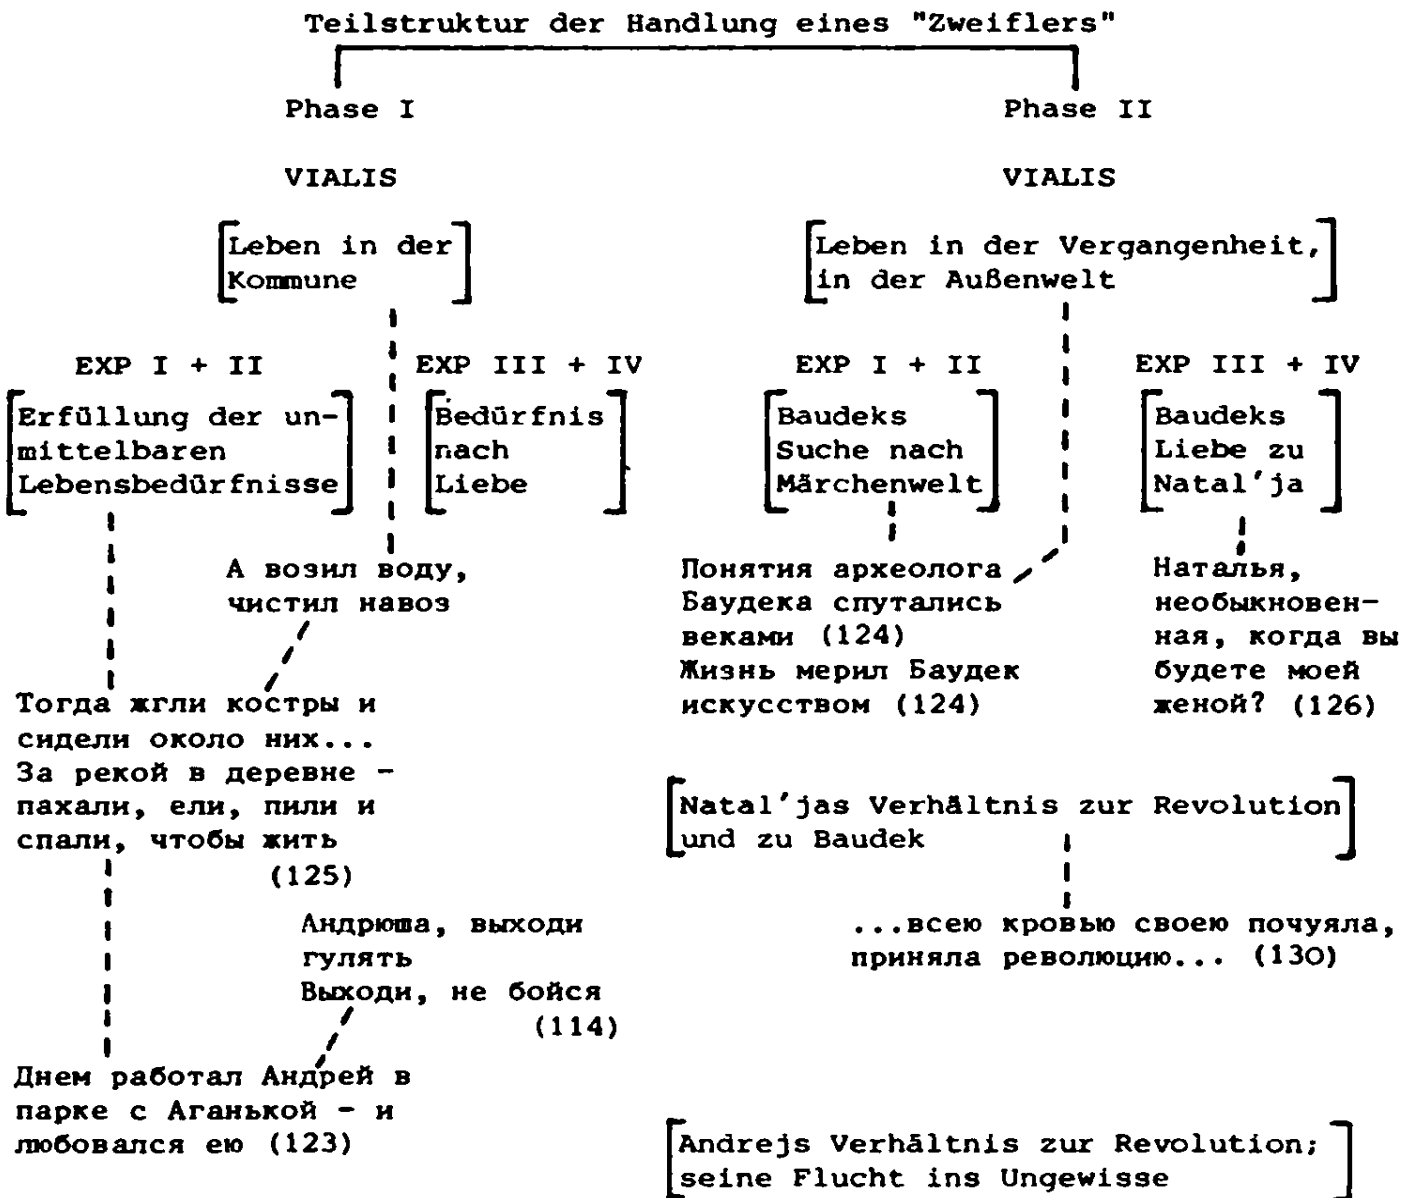 Teilstruktur der Handlung eines "Zweiflers"
Phase I
Phase II
VIALIS
VIALIS
Leben in der
Kommune
Leben in der Vergangenheit,
in der Außenwelt
EXP I + II
EXP III + IV
EXP I + II
EXP III + IV
Erfüllung der un-
mittelbaren
Lebensbedürfnisse
Bedürfnis
nach
Liebe
Baudeks
Suche nach
Märchenwelt
Baudeks
Liebe zu
Natal'ja
А возил воду,
чистил навоз
Понятия археолога
Баудека спутались
веками (124)
Жизнь мерил Баудек
искусством (124)
Наталья,
необыкновен-
ная, когда вы
будете моей
женой? (126)
Тогда жгли костры и
сидели около них...
За рекой в деревне -
пахали, ели, пили и
спали, чтобы жить
(125)
Natal'jas Verhältnis zur Revolution
und zu Baudek
Андрюша, выходи
гулять
Выходи, не бойся
(114)
...всею кровью своею почуяла,
приняла революцию... (130)
Днем работал Андрей в
парке с Аганькой - и
любовался ею (123)
Andrejs Verhältnis zur Revolution;
seine Flucht ins Ungewisse